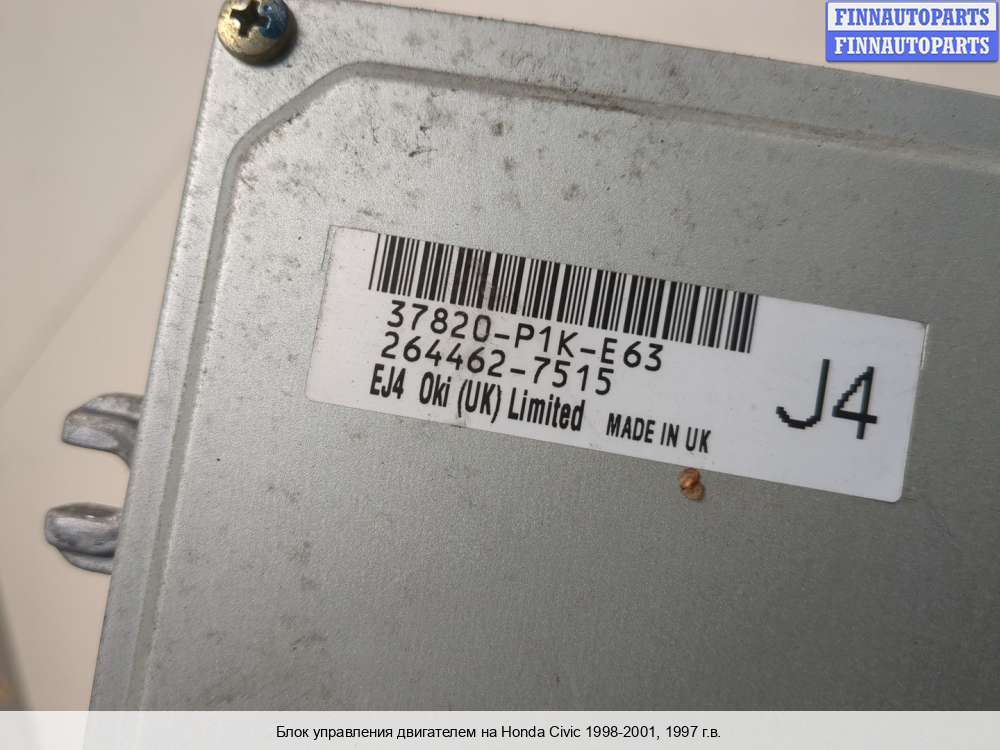 FINNAUTOPARTS
FINNAUTOPARTS
37820-P1K-E63
264462-7515
EJ4 Oki (UK) Limited MADE IN UK
J4
Блок управления двигателем на Honda Civic 1998-2001, 1997 г.в.